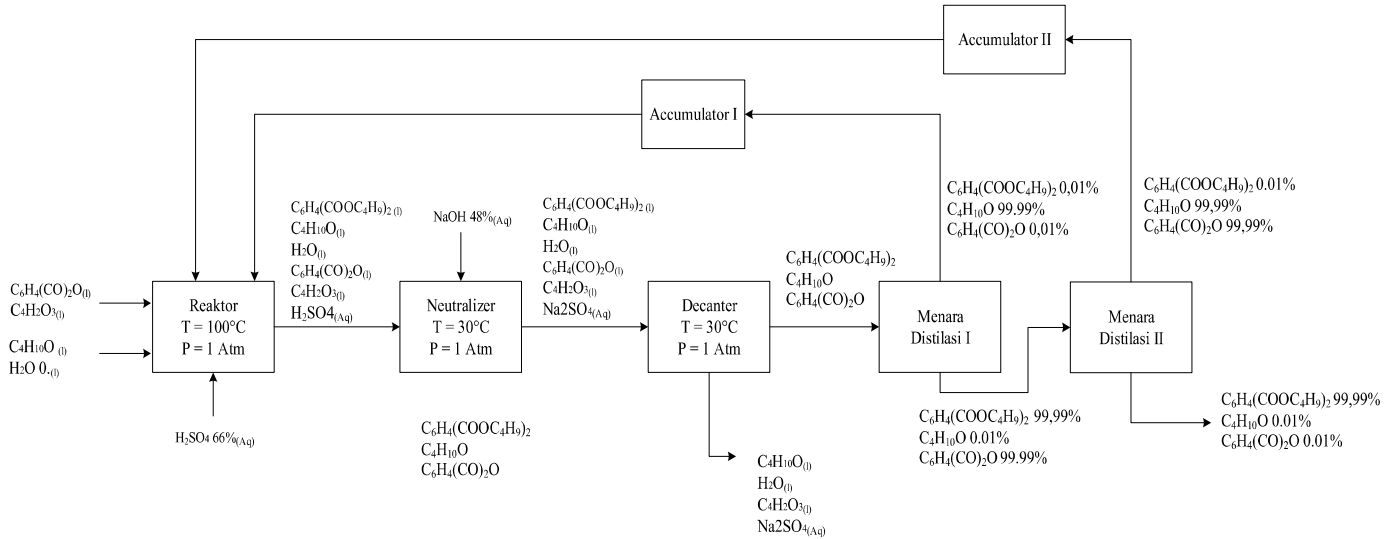 Accumulator II
Accumulator I
C6H4(COOC4H9)2 0,01%
C4H10O 99.99%
C6H4(CO)2O 0,01%
C6H4(COOC4H9)2 0.01%
C4H10O 99,99%
C6H4(CO)2O 99,99%
C6H4(COOC4H9)2 (l)
C4H10O(l)
H2O(l)
C6H4(CO)2O(l)
C4H2O3(l)
H2SO4(Aq)
NaOH 48%(Aq)
C6H4(COOC4H9)2 (l)
C4H10O(l)
H2O(l)
C6H4(CO)2O(l)
C4H2O3(l)
Na2SO4(Aq)
C6H4(COOC4H9)2
C4H10O
C6H4(CO)2O
C6H4(CO)2O(l)
C4H2O3(l)
C4H10O (l)
H2O 0.(l)
Reaktor
T = 100°C
P = 1 Atm
Neutralizer
T = 30°C
P = 1 Atm
Decanter
T = 30°C
P = 1 Atm
Menara
Distilasi I
Menara
Distilasi II
H2SO4 66%(Aq)
C6H4(COOC4H9)2
C4H10O
C6H4(CO)2O
C4H10O(l)
H2O(l)
C4H2O3(l)
Na2SO4(Aq)
C6H4(COOC4H9)2 99,99%
C4H10O 0.01%
C6H4(CO)2O 99.99%
C6H4(COOC4H9)2 99,99%
C4H10O 0.01%
C6H4(CO)2O 0.01%